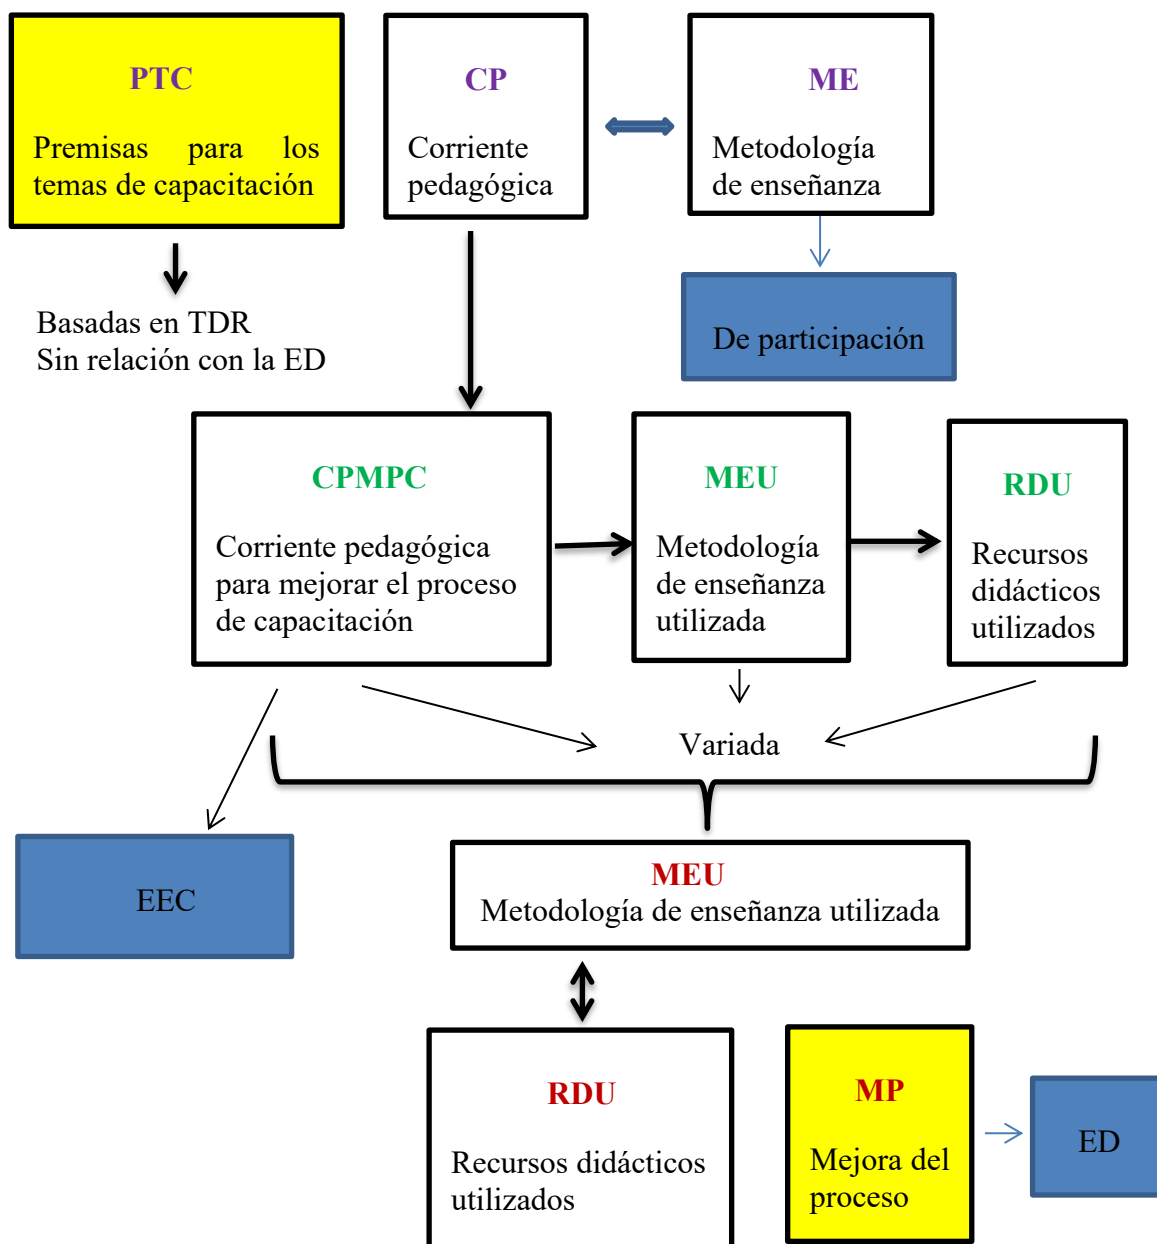 PTC
Premisas para los
temas de capacitación
CP
Corriente
pedagógica
ME
Metodología
de enseñanza
Basadas en TDR
Sin relación con la ED
De participación
CPMPC
Corriente pedagógica
para mejorar el proceso
de capacitación
MEU
Metodología
de enseñanza
utilizada
RDU
Recursos
didácticos
utilizados
Variada
EEC
MEU
Metodología de enseñanza utilizada
RDU
Recursos didácticos
utilizados
MP
Mejora del
proceso
ED